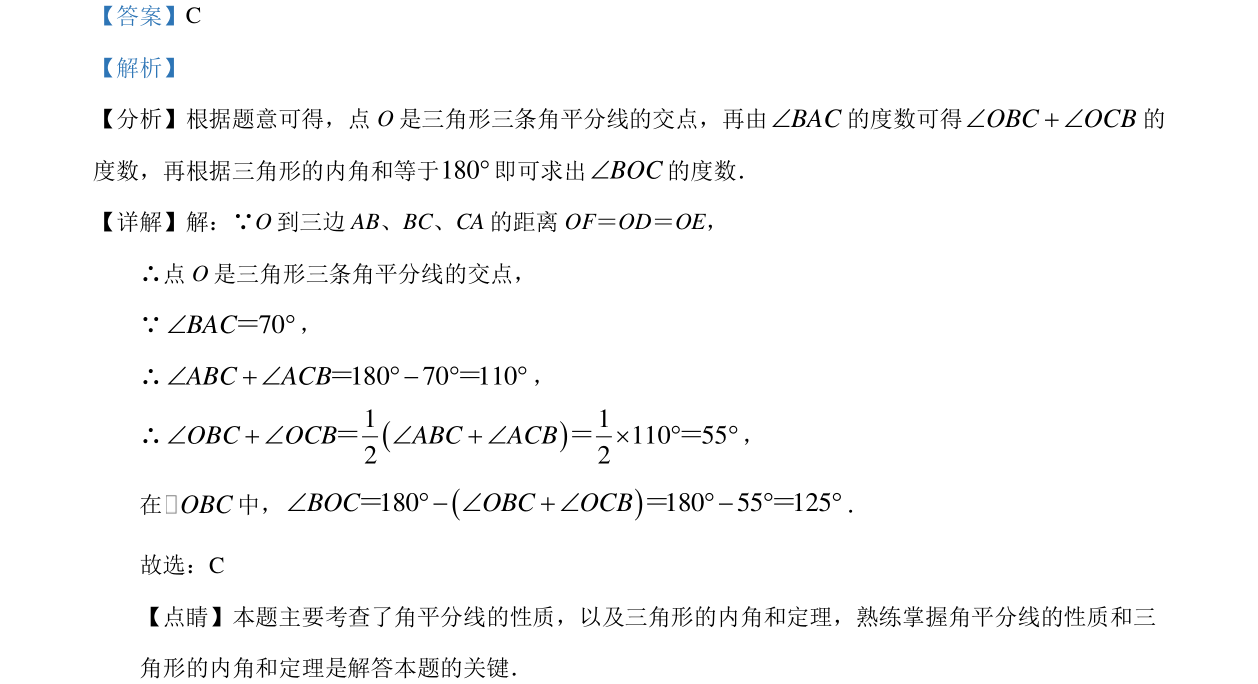 【答案】C
【解析】
【分析】根据题意可得，点 O 是三角形三条角平分线的交点，再由∠BAC 的度数可得∠OBC＋∠OCB 的
度数，再根据三角形的内角和等于180°即可求出∠BOC 的度数．
【详解】解：∵O 到三边 AB、BC、CA 的距离 OF＝OD＝OE，
∴点 O 是三角形三条角平分线的交点，
∵∠BAC=70°，
∴∠ABC＋∠ACB=180°－70°=110°，
∴∠OBC＋∠OCB=1/2(∠ABC＋∠ACB)=1/2×110°=55°，
在□OBC 中，∠BOC=180°－(∠OBC＋∠OCB)=180°－55°=125°．
故选：C
【点睛】本题主要考查了角平分线的性质，以及三角形的内角和定理，熟练掌握角平分线的性质和三
角形的内角和定理是解答本题的关键．